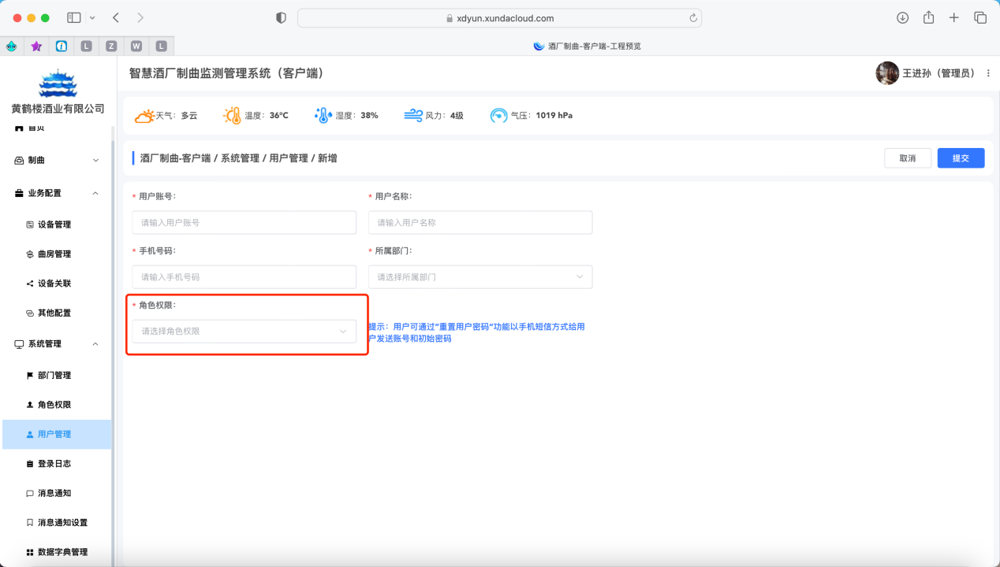 xdyun.xundacloud.com
L
Z
W
L
酒厂制曲-客户端-工程预览
黄鹤楼酒业有限公司
首页
制曲
业务配置
设备管理
曲房管理
设备关联
其他配置
系统管理
部门管理
角色权限
用户管理
登录日志
消息通知
消息通知设置
数据字典管理
智慧酒厂制曲监测管理系统（客户端）
王进孙（管理员）
天气： 多云
温度： 36℃
湿度： 38%
风力： 4级
气压： 1019 hPa
酒厂制曲-客户端 / 系统管理 / 用户管理 / 新增
取消
提交
* 用户账号：
请输入用户账号
* 用户名称：
请输入用户名称
* 手机号码：
请输入手机号码
* 所属部门：
请选择所属部门
* 角色权限：
请选择角色权限
提示：用户可通过"重置用户密码"功能以手机短信方式给用
户发送账号和初始密码